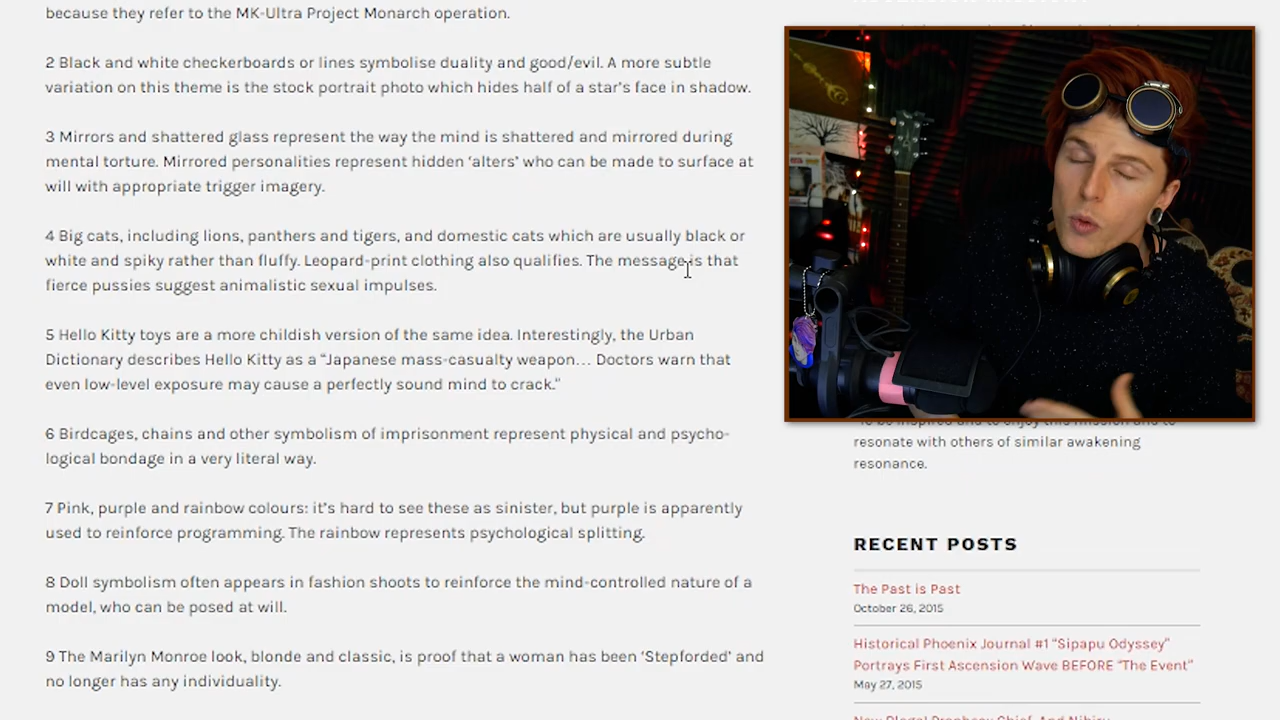 because they refer to the MK-Ultra Project Monarch operation.
2 Black and white checkerboards or lines symbolise duality and good/evil. A more subtle
variation on this theme is the stock portrait photo which hides half of a star's face in shadow.
3 Mirrors and shattered glass represent the way the mind is shattered and mirrored during
mental torture. Mirrored personalities represent hidden 'alters' who can be made to surface at
will with appropriate trigger imagery.
4 Big cats, including lions, panthers and tigers, and domestic cats which are usually black or
white and spiky rather than fluffy. Leopard-print clothing also qualifies. The message is that
fierce pussies suggest animalistic sexual impulses.
5 Hello Kitty toys are a more childish version of the same idea. Interestingly, the Urban
Dictionary describes Hello Kitty as a "Japanese mass-casualty weapon... Doctors warn that
even low-level exposure may cause a perfectly sound mind to crack."
6 Birdcages, chains and other symbolism of imprisonment represent physical and psycho-
logical bondage in a very literal way.
7 Pink, purple and rainbow colours: it's hard to see these as sinister, but purple is apparently
used to reinforce programming. The rainbow represents psychological splitting.
8 Doll symbolism often appears in fashion shoots to reinforce the mind-controlled nature of a
model, who can be posed at will.
9 The Marilyn Monroe look, blonde and classic, is proof that a woman has been 'Stepforded' and
no longer has any individuality.
"To be inspired and to enjoy this mission and to
resonate with others of similar awakening
resonance.
RECENT POSTS
The Past is Past
October 26, 2015
Historical Phoenix Journal #1 "Sipapu Odyssey"
Portrays First Ascension Wave BEFORE "The Event"
May 27, 2015